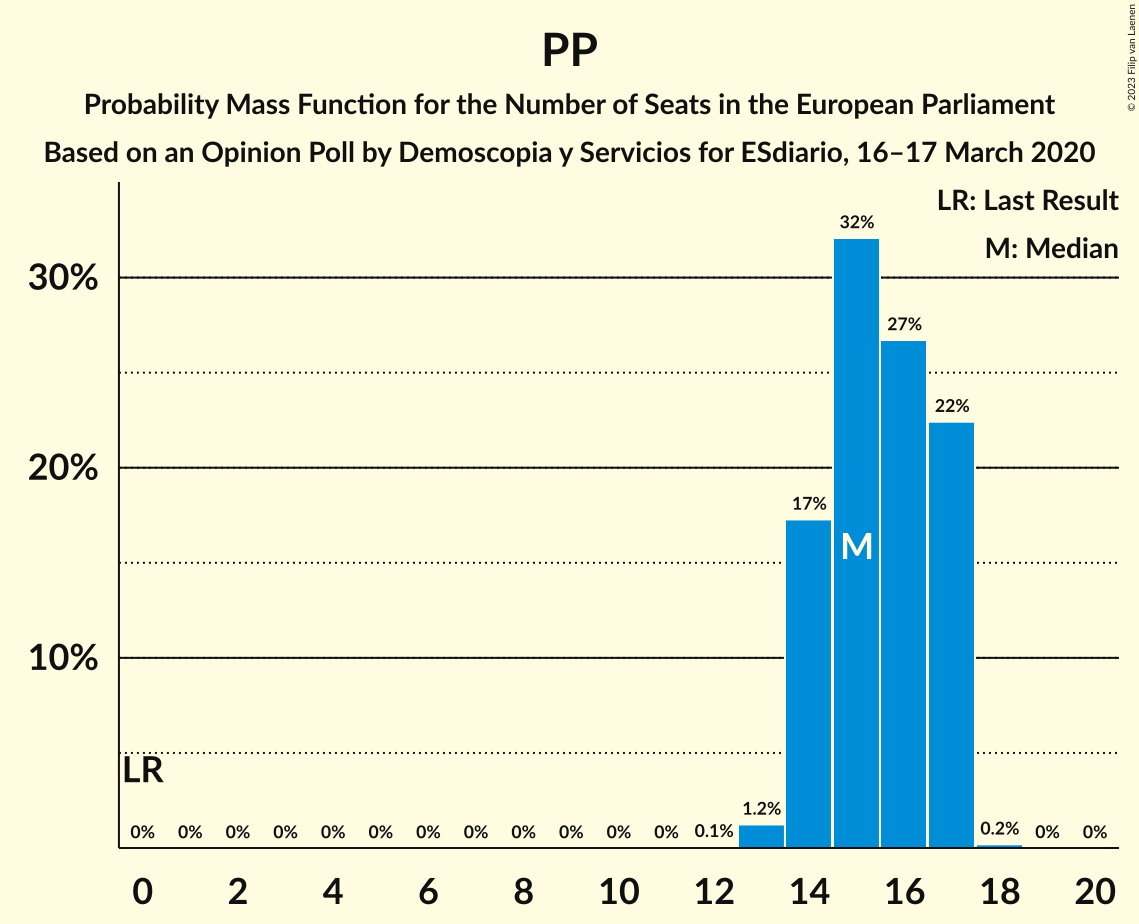 PP
Probability Mass Function for the Number of Seats in the European Parliament
Based on an Opinion Poll by Demoscopia y Servicios for ESdiario, 16–17 March 2020
© 2023 Filip van Laenen
LR: Last Result
M: Median
30%
20%
10%
32%
27%
22%
17%
M
LR
0% 0% 0% 0% 0% 0% 0% 0% 0% 0% 0% 0% 0.1% 1.2% 0.2% 0% 0%
0 2 4 6 8 10 12 14 16 18 20